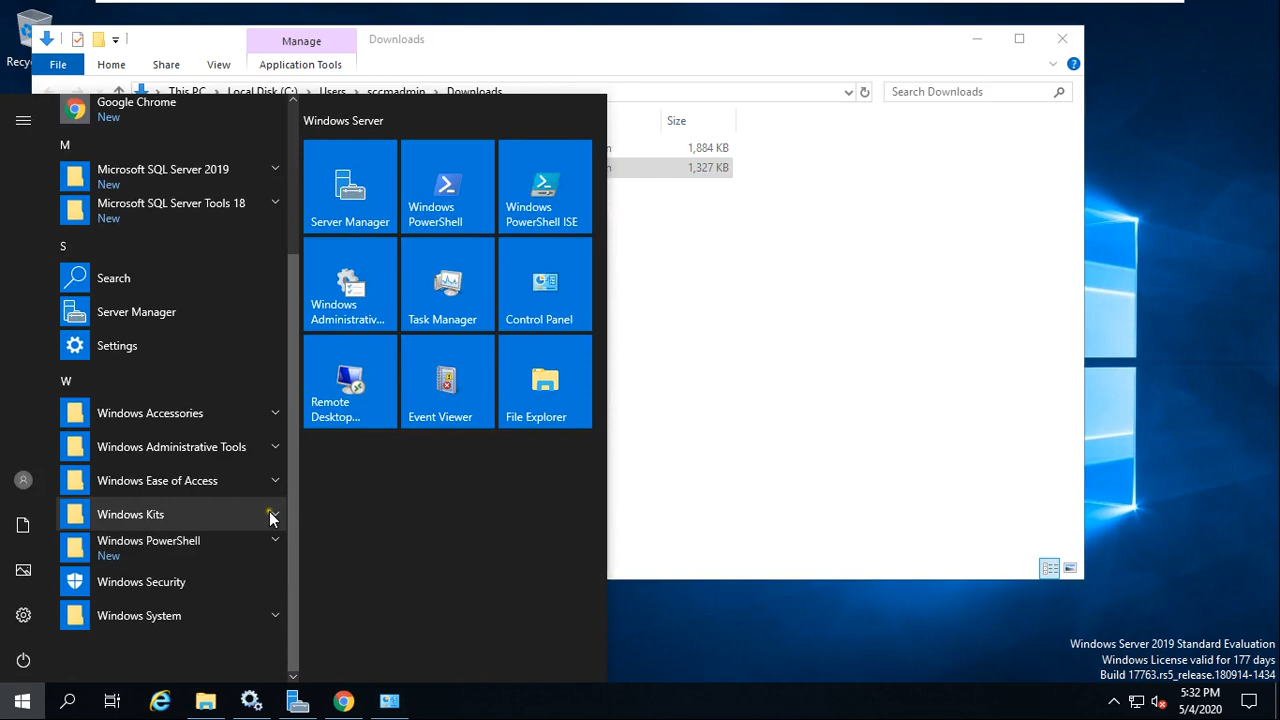 Manage
Downloads
File
Home
Share
View
Application Tools
This PC
Local Disk (C:)
Users
sccmadmin
Downloads
Search Downloads
Size
1,884 KB
1,327 KB
Google Chrome
New
M
Microsoft SQL Server 2019
New
Microsoft SQL Server Tools 18
New
S
Search
Server Manager
Settings
W
Windows Accessories
Windows Administrative Tools
Windows Ease of Access
Windows Kits
Windows PowerShell
New
Windows Security
Windows System
Windows Server
Server Manager
Windows
PowerShell
Windows
PowerShell ISE
Windows
Administrativ...
Task Manager
Control Panel
Remote
Desktop...
Event Viewer
File Explorer
Windows Server 2019 Standard Evaluation
Windows License valid for 177 days
Build 17763.rs5_release.180914-1434
5:32 PM
5/4/2020